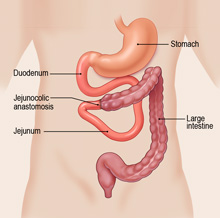 Stomach
Duodenum
Jejunocolic
anastomosis
Jejunum
Large
intestine